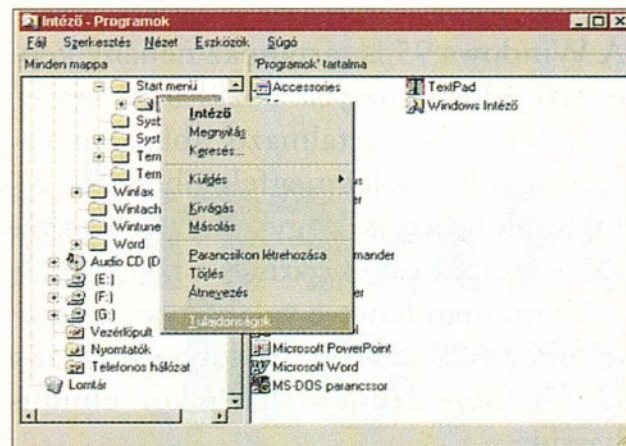 Intéző - Programok
Fájl Szerkesztés Nézet Eszközök Súgó
Minden mappa
'Programok' tartalma
Start menü
Syst
Tem
Tem
Winfax
Wintach
Wintune
Word
Audio CD (D
(E:)
(F:)
(G:)
Vezérlőpult
Nyomtatók
Telefonos hálózat
Lomtár
Intéző
Megnyitás
Keresés...
Küldés
Kivágás
Másolás
Parancsikon létrehozása
Törlés
Átnevezés
Tulajdonságok
Accessories
mander
Microsoft PowerPoint
Microsoft Word
MS-DOS parancssor
TextPad
Windows Intéző
A Windows 95